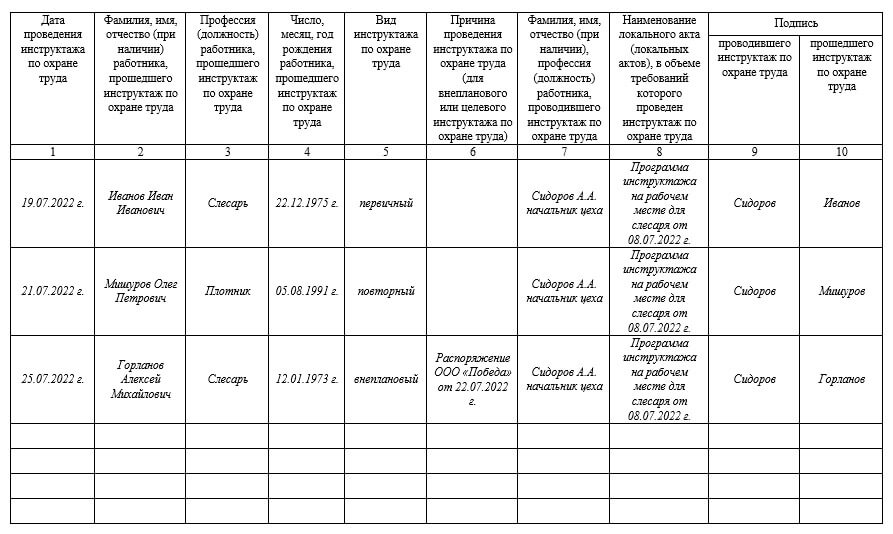 Дата
проведения
инструктажа
по охране
труда
Фамилия, имя,
отчество (при
наличии)
работника,
прошедшего
инструктаж по
охране труда
Профессия
(должность)
работника,
прошедшего
инструктаж
по охране
труда
Число,
месяц, год
рождения
работника,
прошедшего
инструктаж
по охране
труда
Вид
инструктажа
по охране
труда
Причина
проведения
инструктажа по
охране труда
(для
внепланового
или целевого
инструктажа по
охране труда)
Фамилия, имя,
отчество (при
наличии),
профессия
(должность)
работника,
проводившего
инструктаж по
охране труда
Наименование
локального акта
(локальных
актов), в объеме
требований
которого
проведен
инструктаж по
охране труда
Подпись
проводившего
инструктаж по
охране труда
прошедшего
инструктаж
по охране
труда
1 2 3 4 5 6 7 8 9 10
19.07.2022 г.
Иванов Иван
Иванович
Слесарь
22.12.1975 г.
первичный
Сидоров А.А.
начальник цеха
Программа
инструктажа
на рабочем
месте для
слесаря от
08.07.2022 г.
Сидоров
Иванов
21.07.2022 г.
Мишуров Олег
Петрович
Плотник
05.08.1991 г.
повторный
Сидоров А.А.
начальник цеха
Программа
инструктажа
на рабочем
месте для
слесаря от
08.07.2022 г.
Сидоров
Мишуров
25.07.2022 г.
Горланов
Алексей
Михайлович
Слесарь
12.01.1973 г.
внеплановый
Распоряжение
ООО «Победа»
от 22.07.2022
г.
Сидоров А.А.
начальник цеха
Программа
инструктажа
на рабочем
месте для
слесаря от
08.07.2022 г.
Сидоров
Горланов